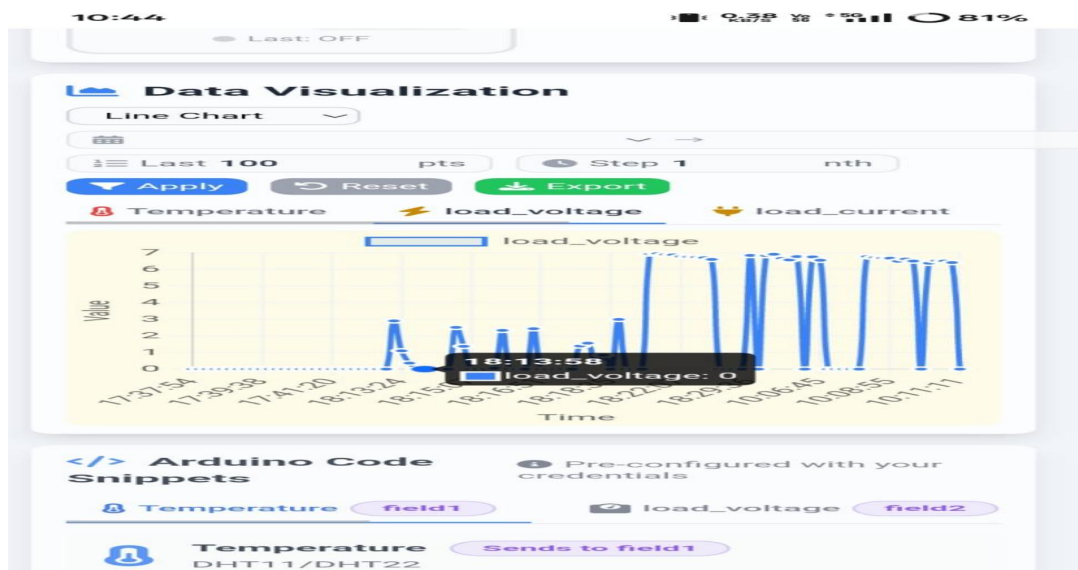 10:44
0.38 KB/S 5G 81%
Last: OFF
Data Visualization
Line Chart
→
Last 100 pts Step 1 nth
Apply Reset Export
Temperature load_voltage load_current
load_voltage
7
6
5
4
3
2
1
0
Value
18:13:58
load_voltage: 0
17:37:54 17:39:38 17:41:20 18:13:24 10:06:45 10:08:55 10:11:11
Time
</> Arduino Code Snippets
Pre-configured with your
credentials
Temperature field1 load_voltage field2
Temperature Sends to field1
DHT11/DHT22